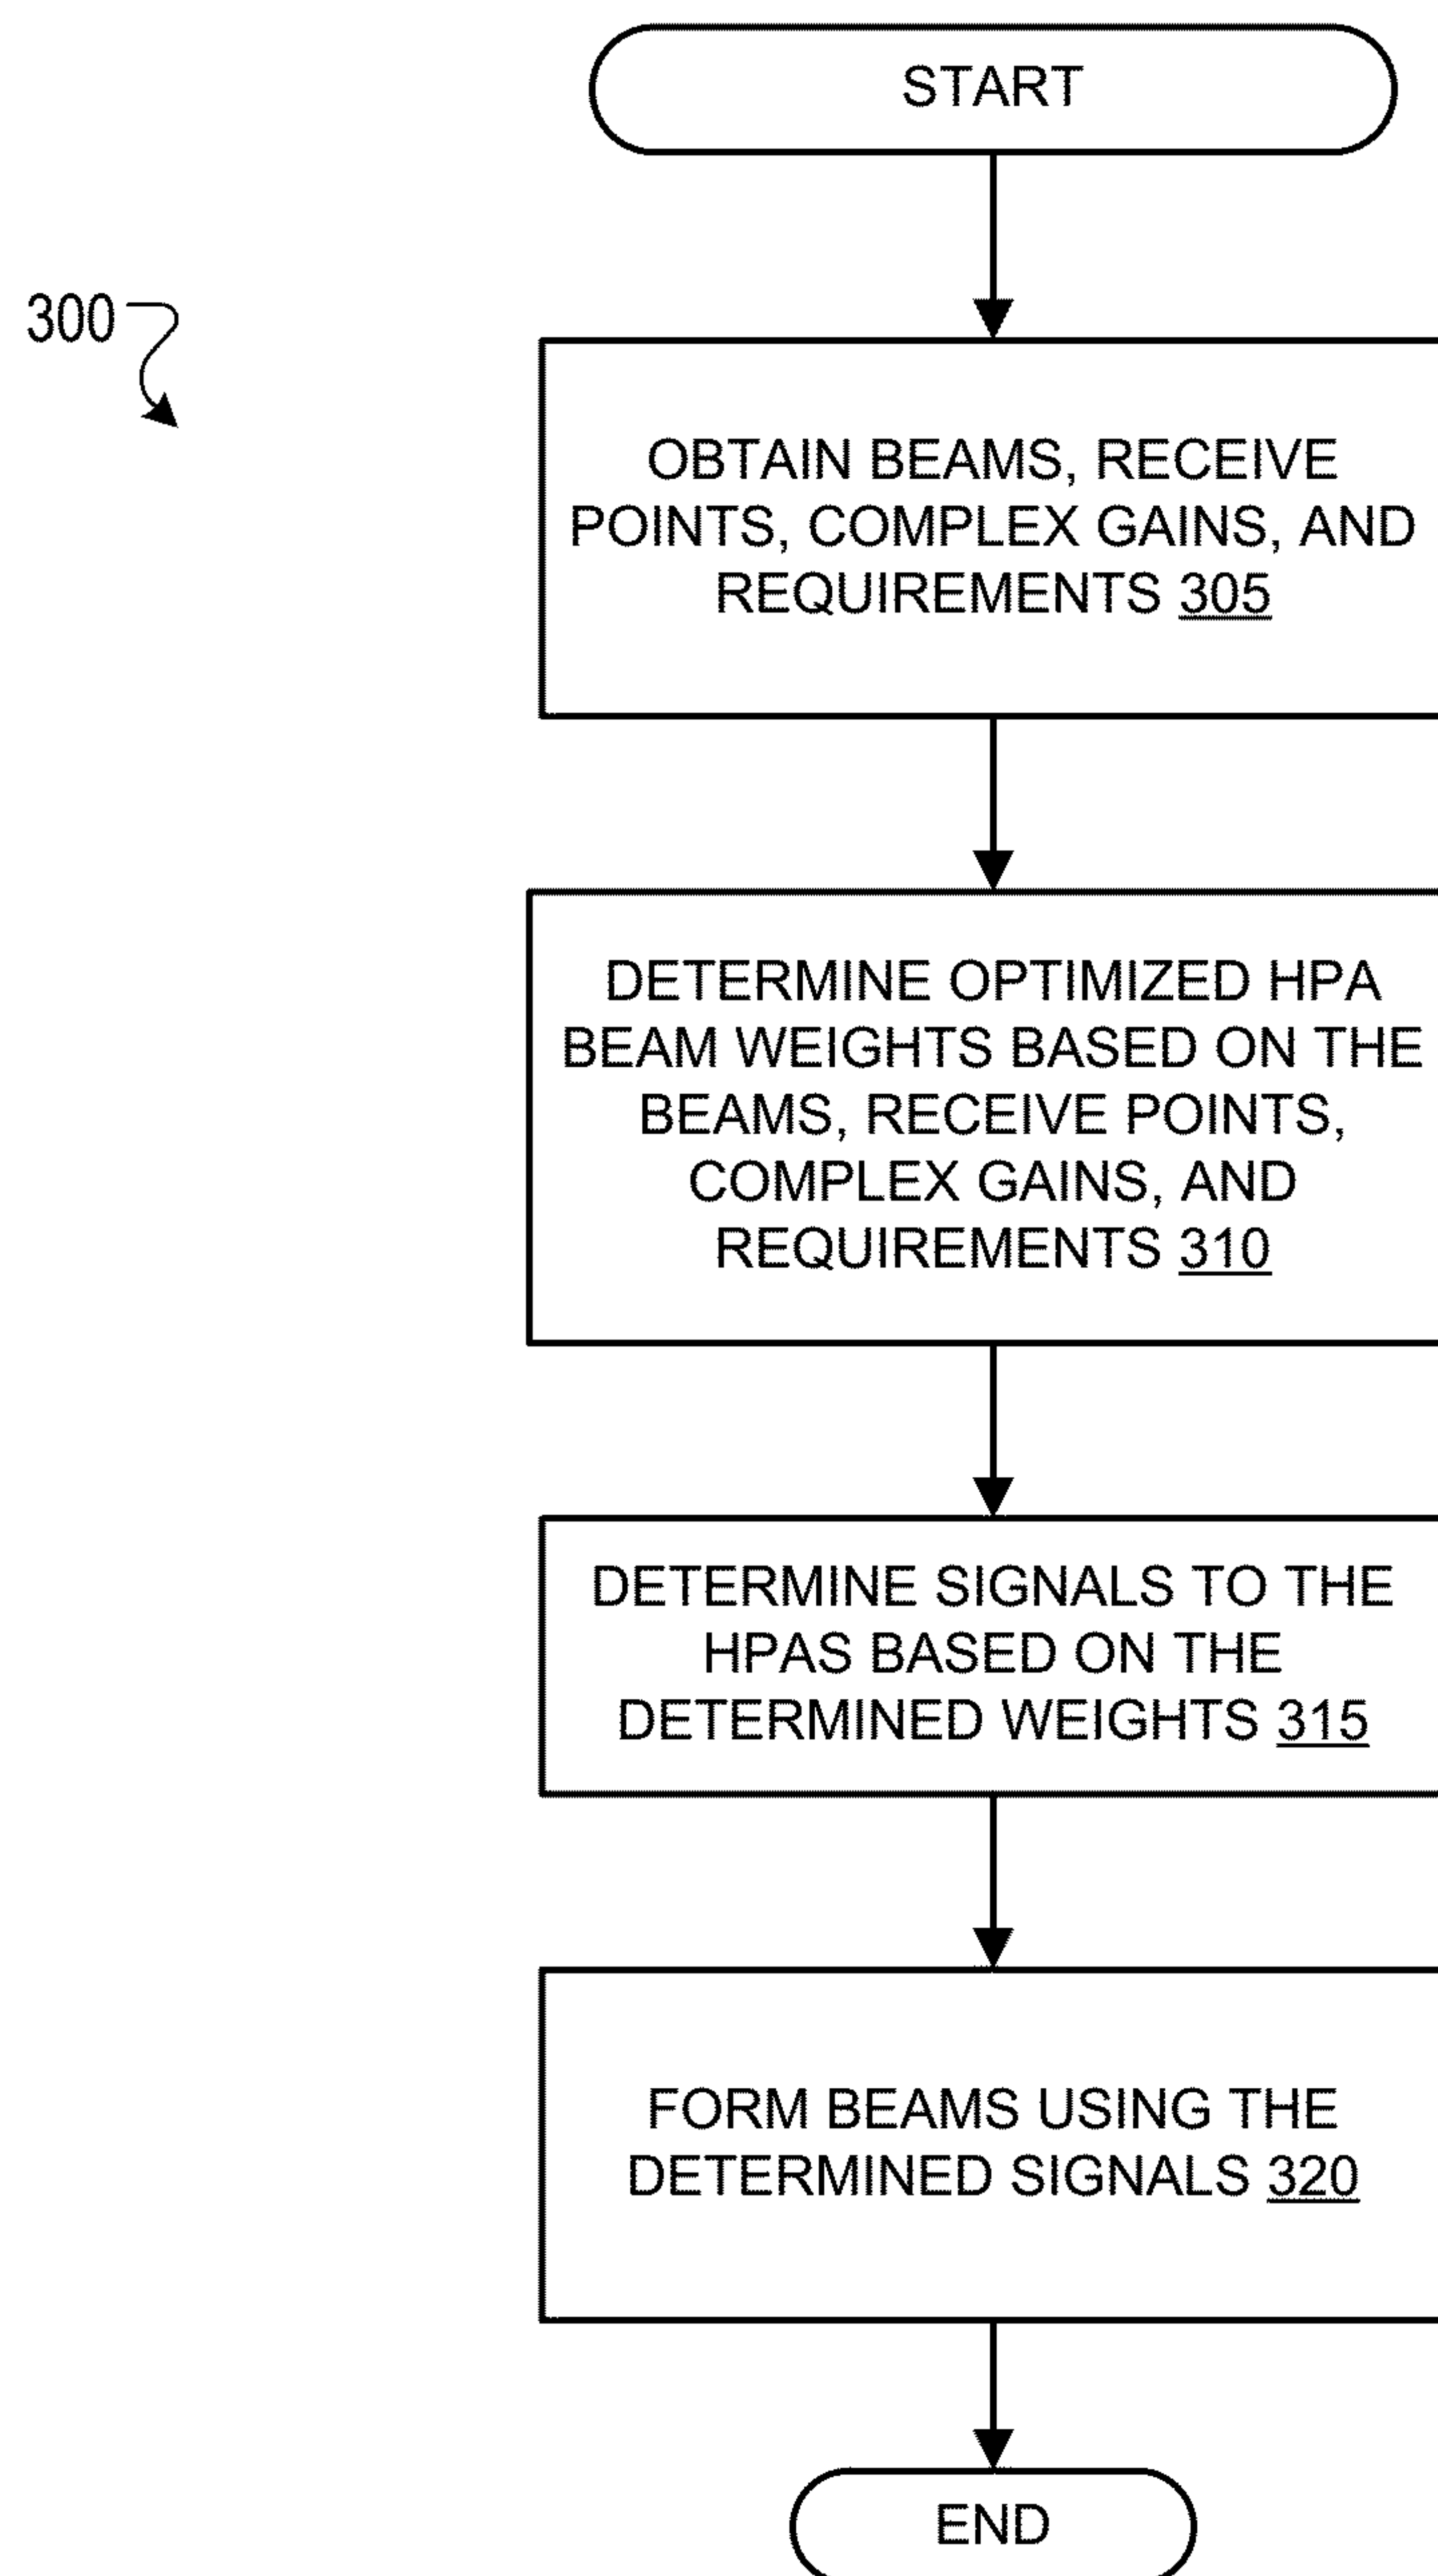 START
300
OBTAIN BEAMS, RECEIVE
POINTS, COMPLEX GAINS, AND
REQUIREMENTS 305
DETERMINE OPTIMIZED HPA
BEAM WEIGHTS BASED ON THE
BEAMS, RECEIVE POINTS,
COMPLEX GAINS, AND
REQUIREMENTS 310
DETERMINE SIGNALS TO THE
HPAS BASED ON THE
DETERMINED WEIGHTS 315
FORM BEAMS USING THE
DETERMINED SIGNALS 320
END